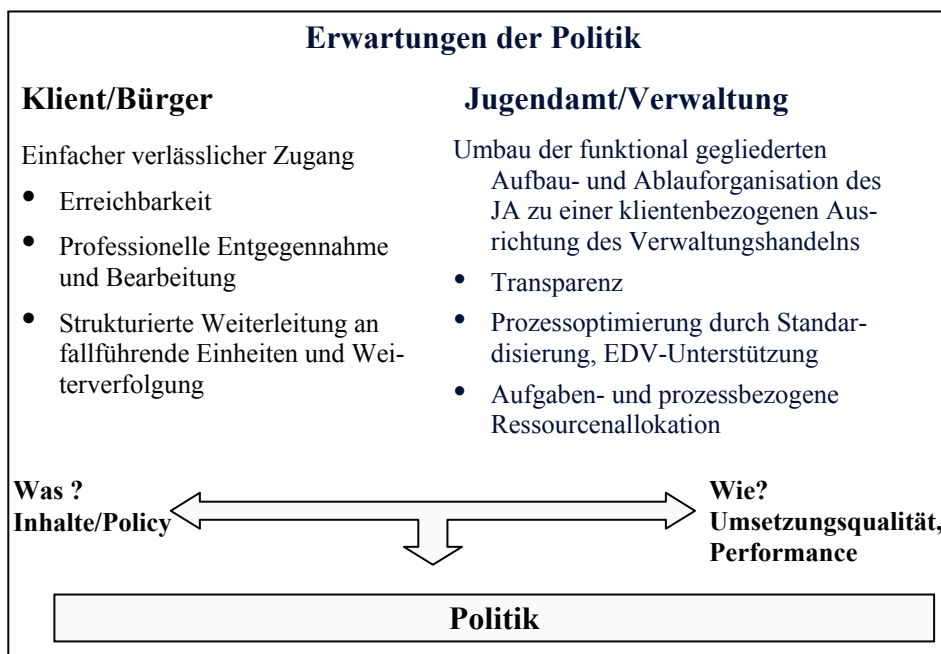 Erwartungen der Politik
Klient/Bürger
Einfacher verlässlicher Zugang
• Erreichbarkeit
• Professionelle Entgegennahme
und Bearbeitung
• Strukturierte Weiterleitung an
fallführende Einheiten und Wei-
terverfolgung
Jugendamt/Verwaltung
Umbau der funktional gegliederten
Aufbau- und Ablauforganisation des
JA zu einer klientenbezogenen Aus-
richtung des Verwaltungshandelns
• Transparenz
• Prozessoptimierung durch Standar-
disierung, EDV-Unterstützung
• Aufgaben- und prozessbezogene
Ressourcenallokation
Was ?
Inhalte/Policy
Wie?
Umsetzungsqualität,
Performance
Politik